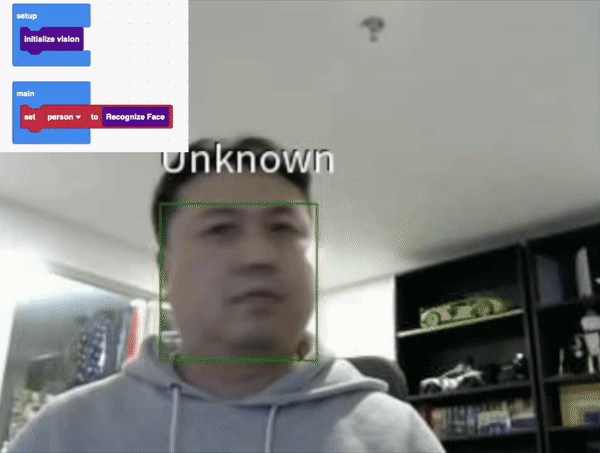 setup
initialize vision
main
set person to Recognize Face
Unknown